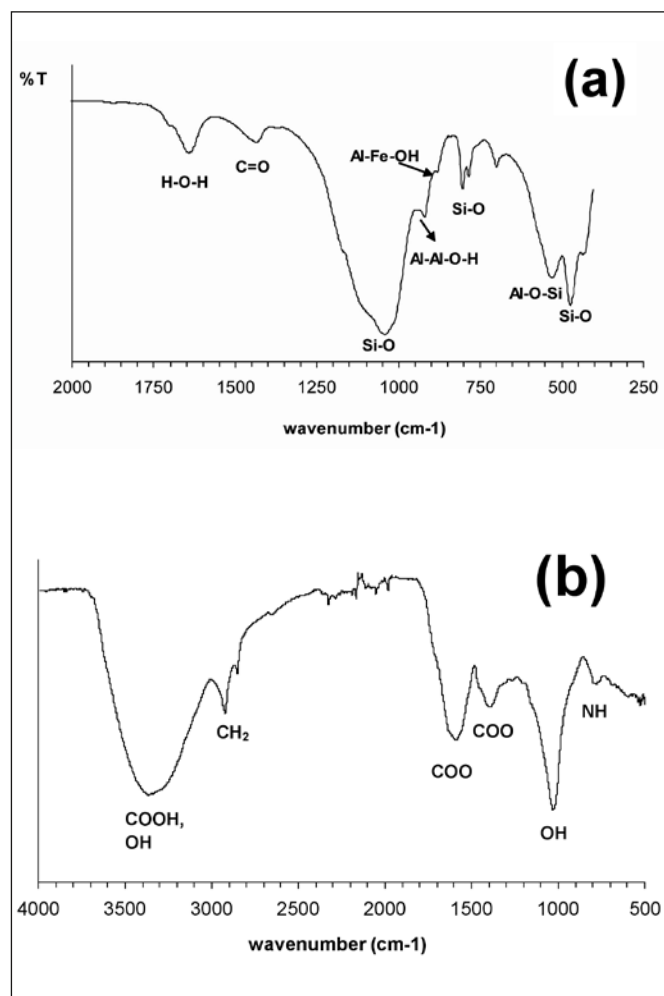 (a)
%T
Al-Fe-OH
H-O-H
C=O
Si-O
Al-Al-O-H
Al-O-Si
Si-O
Si-O
2000 1750 1500 1250 1000 750 500 250
wavenumber (cm-1)
(b)
CH₂
NH
COO
COO
COOH,
OH
OH
4000 3500 3000 2500 2000 1500 1000 500
wavenumber (cm-1)